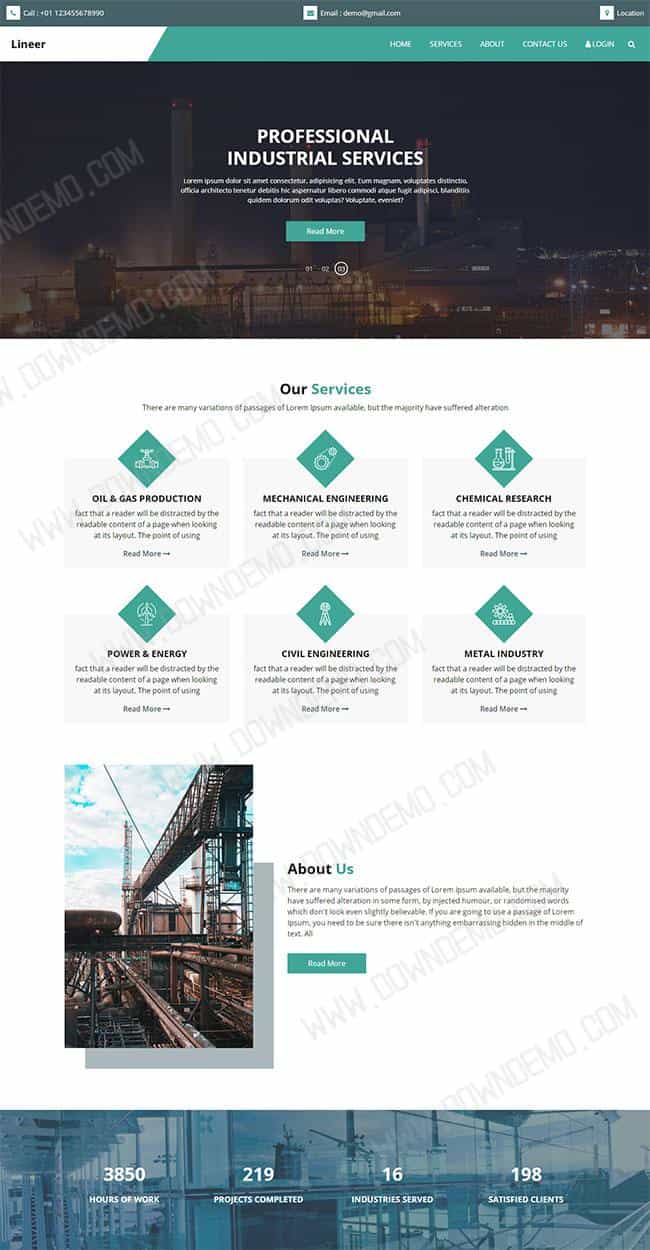 Call : +01 123455678990
Email : demo@gmail.com
Location
Lineer
HOME
SERVICES
ABOUT
CONTACT US
LOGIN
PROFESSIONAL
INDUSTRIAL SERVICES
Lorem ipsum dolor sit amet consectetur, adipisicing elit. Eum magnam, voluptates distinctio,
officia architecto tenetur debitis hic aspernatur libero commodi atque fugit adipisci, blanditiis
quidem dolorum odit voluptas? Voluptate, eveniet?
Read More
01 - 02 03
Our Services
There are many variations of passages of Lorem Ipsum available, but the majority have suffered alteration
OIL & GAS PRODUCTION
fact that a reader will be distracted by the
readable content of a page when looking
at its layout. The point of using
Read More
MECHANICAL ENGINEERING
fact that a reader will be distracted by the
readable content of a page when looking
at its layout. The point of using
Read More
CHEMICAL RESEARCH
fact that a reader will be distracted by the
readable content of a page when looking
at its layout. The point of using
Read More
POWER & ENERGY
fact that a reader will be distracted by the
readable content of a page when looking
at its layout. The point of using
Read More
CIVIL ENGINEERING
fact that a reader will be distracted by the
readable content of a page when looking
at its layout. The point of using
Read More
METAL INDUSTRY
fact that a reader will be distracted by the
readable content of a page when looking
at its layout. The point of using
Read More
About Us
There are many variations of passages of Lorem Ipsum available, but the majority
have suffered alteration in some form, by injected humour, or randomised words
which don't look even slightly believable. If you are going to use a passage of Lorem
Ipsum, you need to be sure there isn't anything embarrassing hidden in the middle of
text. All
Read More
3850
HOURS OF WORK
219
PROJECTS COMPLETED
16
INDUSTRIES SERVED
198
SATISFIED CLIENTS
WWW.DOWNDEMO.COM